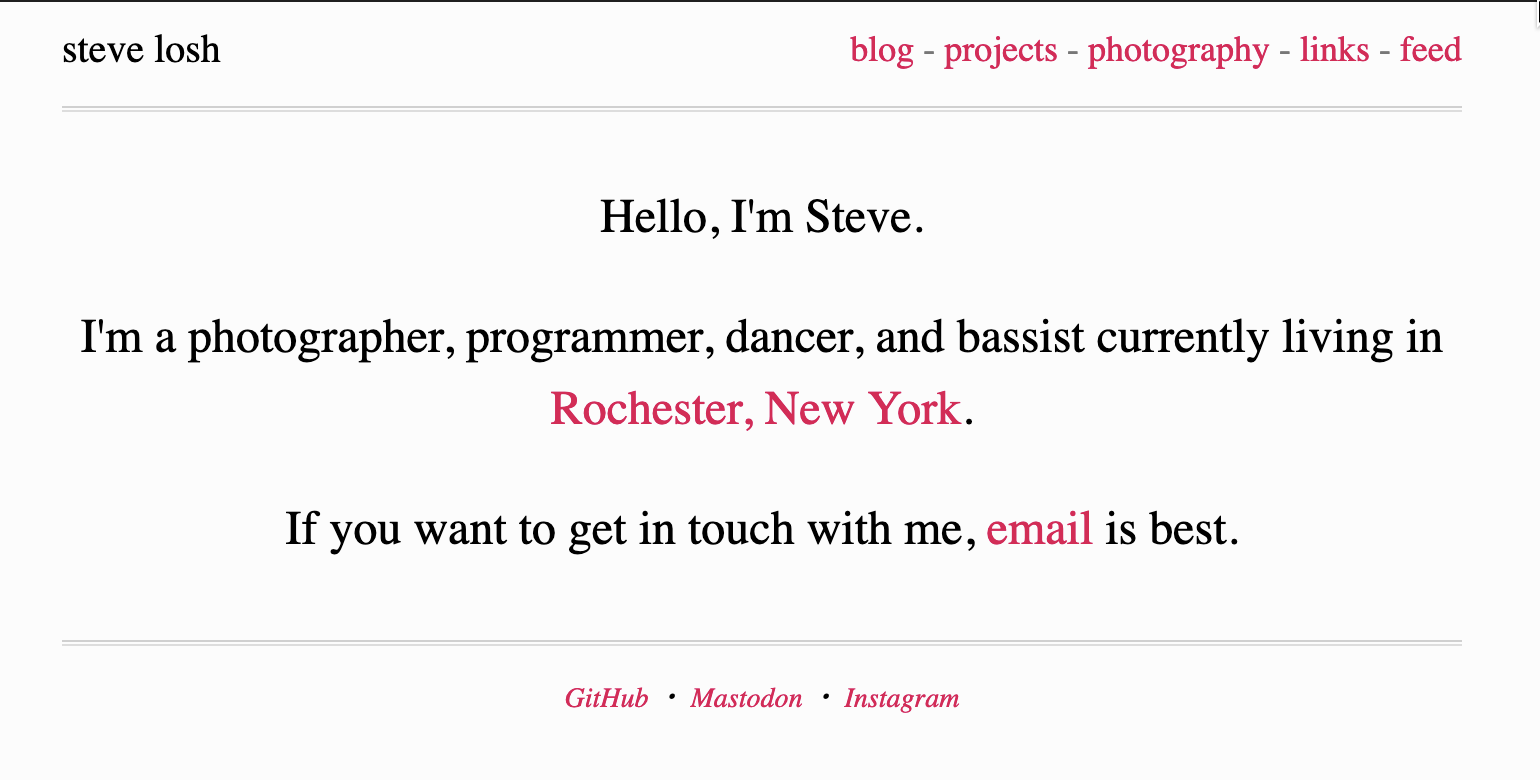 steve losh
blog - projects - photography - links - feed
Hello, I'm Steve.
I'm a photographer, programmer, dancer, and bassist currently living in
Rochester, New York.
If you want to get in touch with me, email is best.
GitHub · Mastodon · Instagram